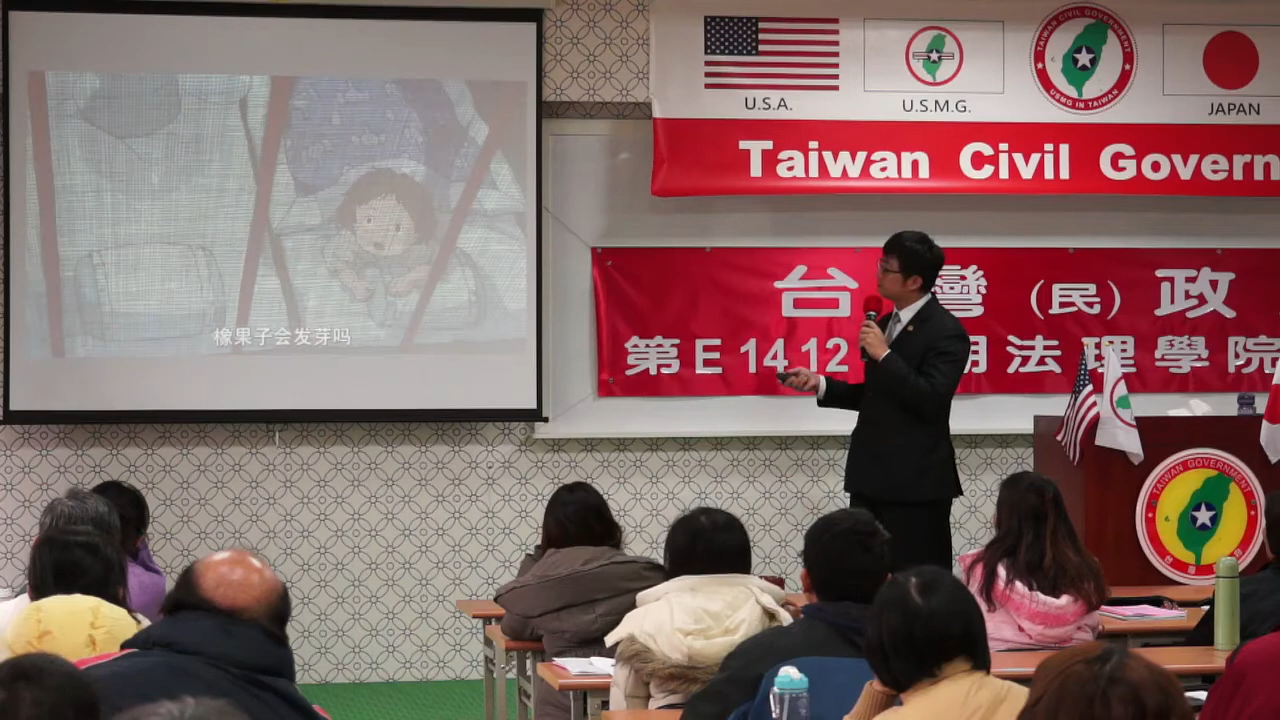 橡果子会发芽吗
U.S.A.
U.S.M.G.
TAIWAN CIVIL GOVERNMENT
USMG IN TAIWAN
JAPAN
Taiwan Civil Govern
台灣(民)政
第E1412期法理學院
TAIWAN GOVERNMENT